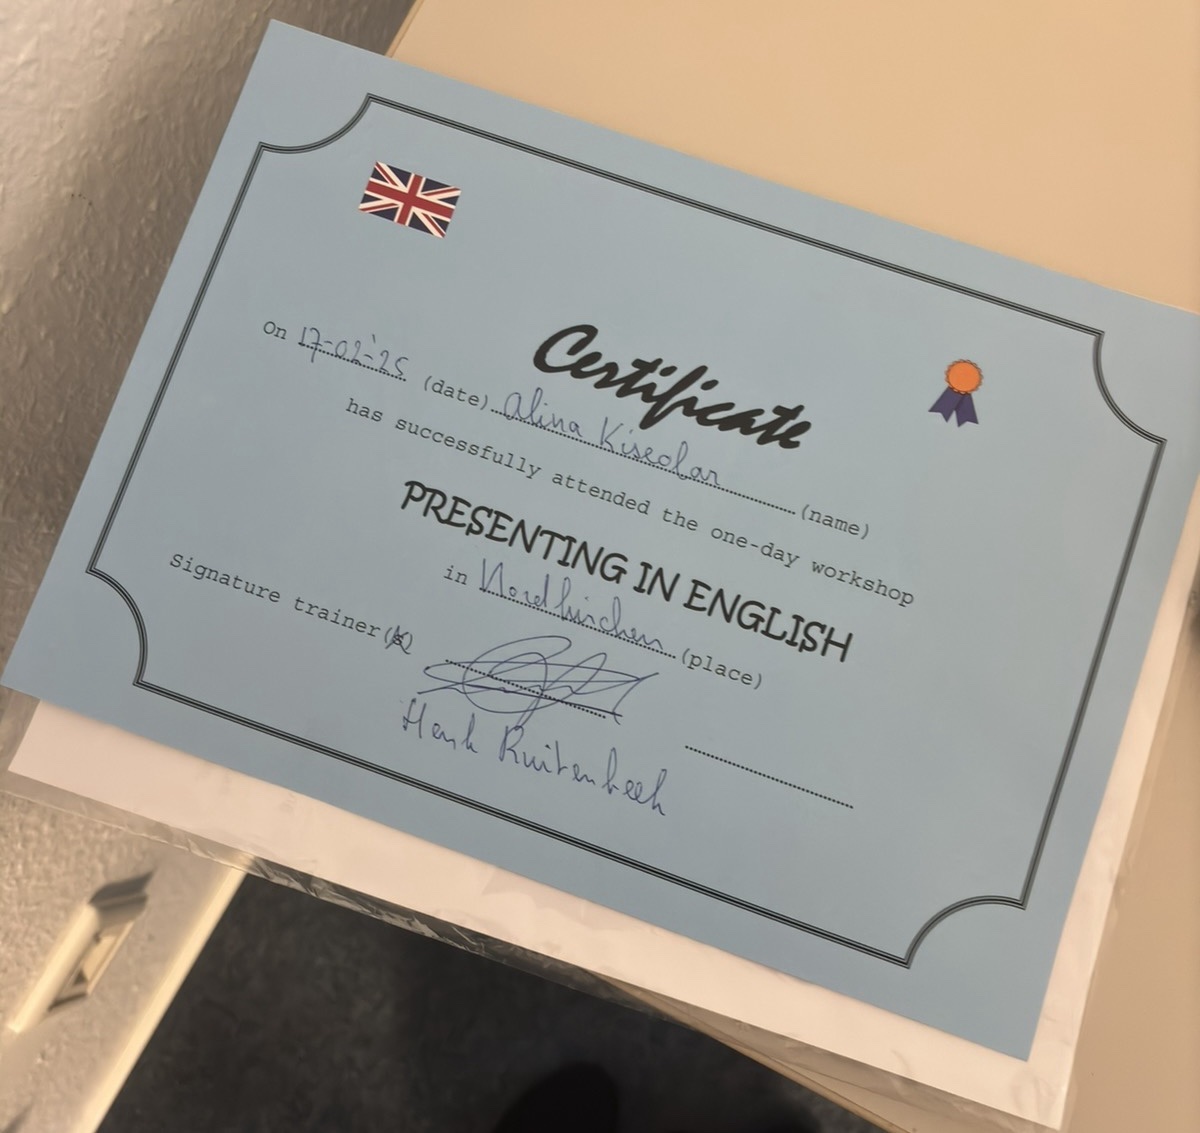 Certificate
On 17-02-'25 (date) Alina Kiseolar (name)
has successfully attended the one-day workshop
PRESENTING IN ENGLISH
in Nordkirchen (place)
Signature trainer(s)
Henk Ruitenbeek